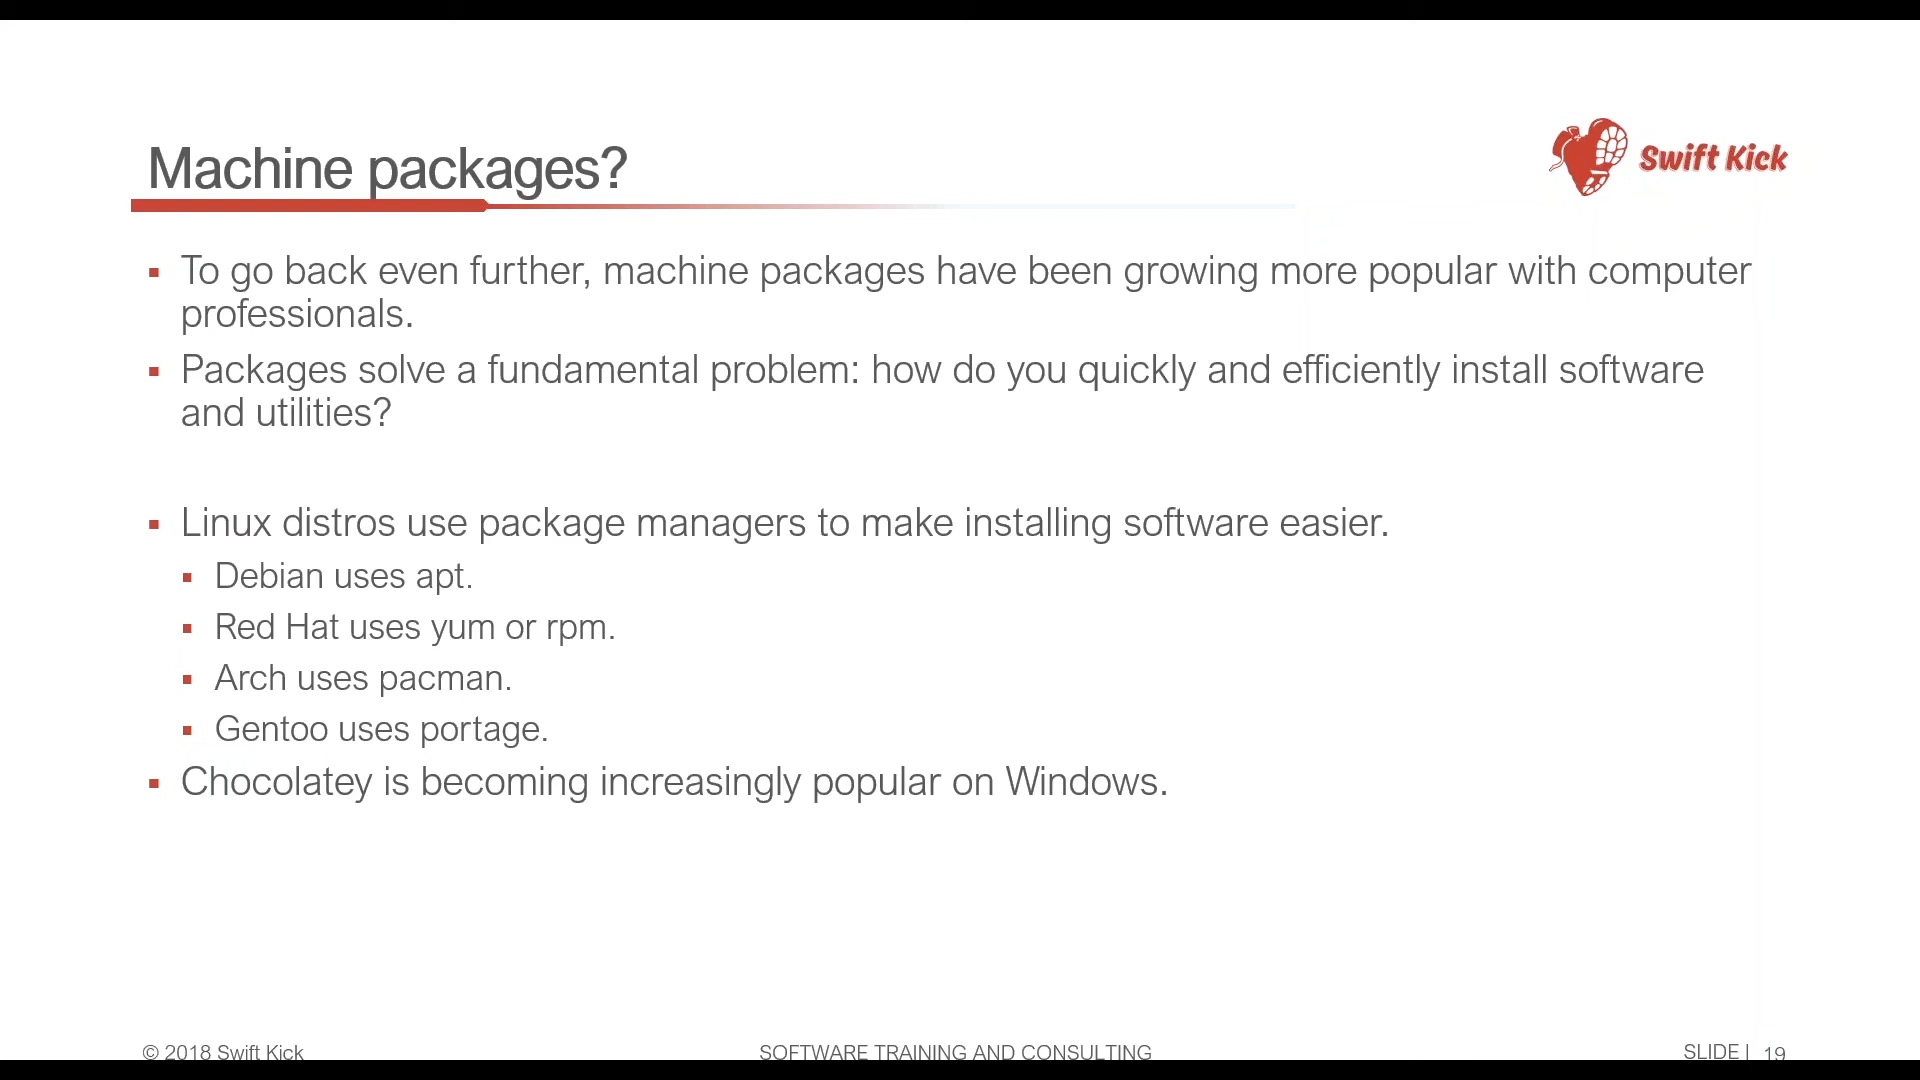 Machine packages?
Swift Kick
▪ To go back even further, machine packages have been growing more popular with computer
professionals.
▪ Packages solve a fundamental problem: how do you quickly and efficiently install software
and utilities?
▪ Linux distros use package managers to make installing software easier.
▪ Debian uses apt.
▪ Red Hat uses yum or rpm.
▪ Arch uses pacman.
▪ Gentoo uses portage.
▪ Chocolatey is becoming increasingly popular on Windows.
© 2018 Swift Kick
SOFTWARE TRAINING AND CONSULTING
SLIDE | 19